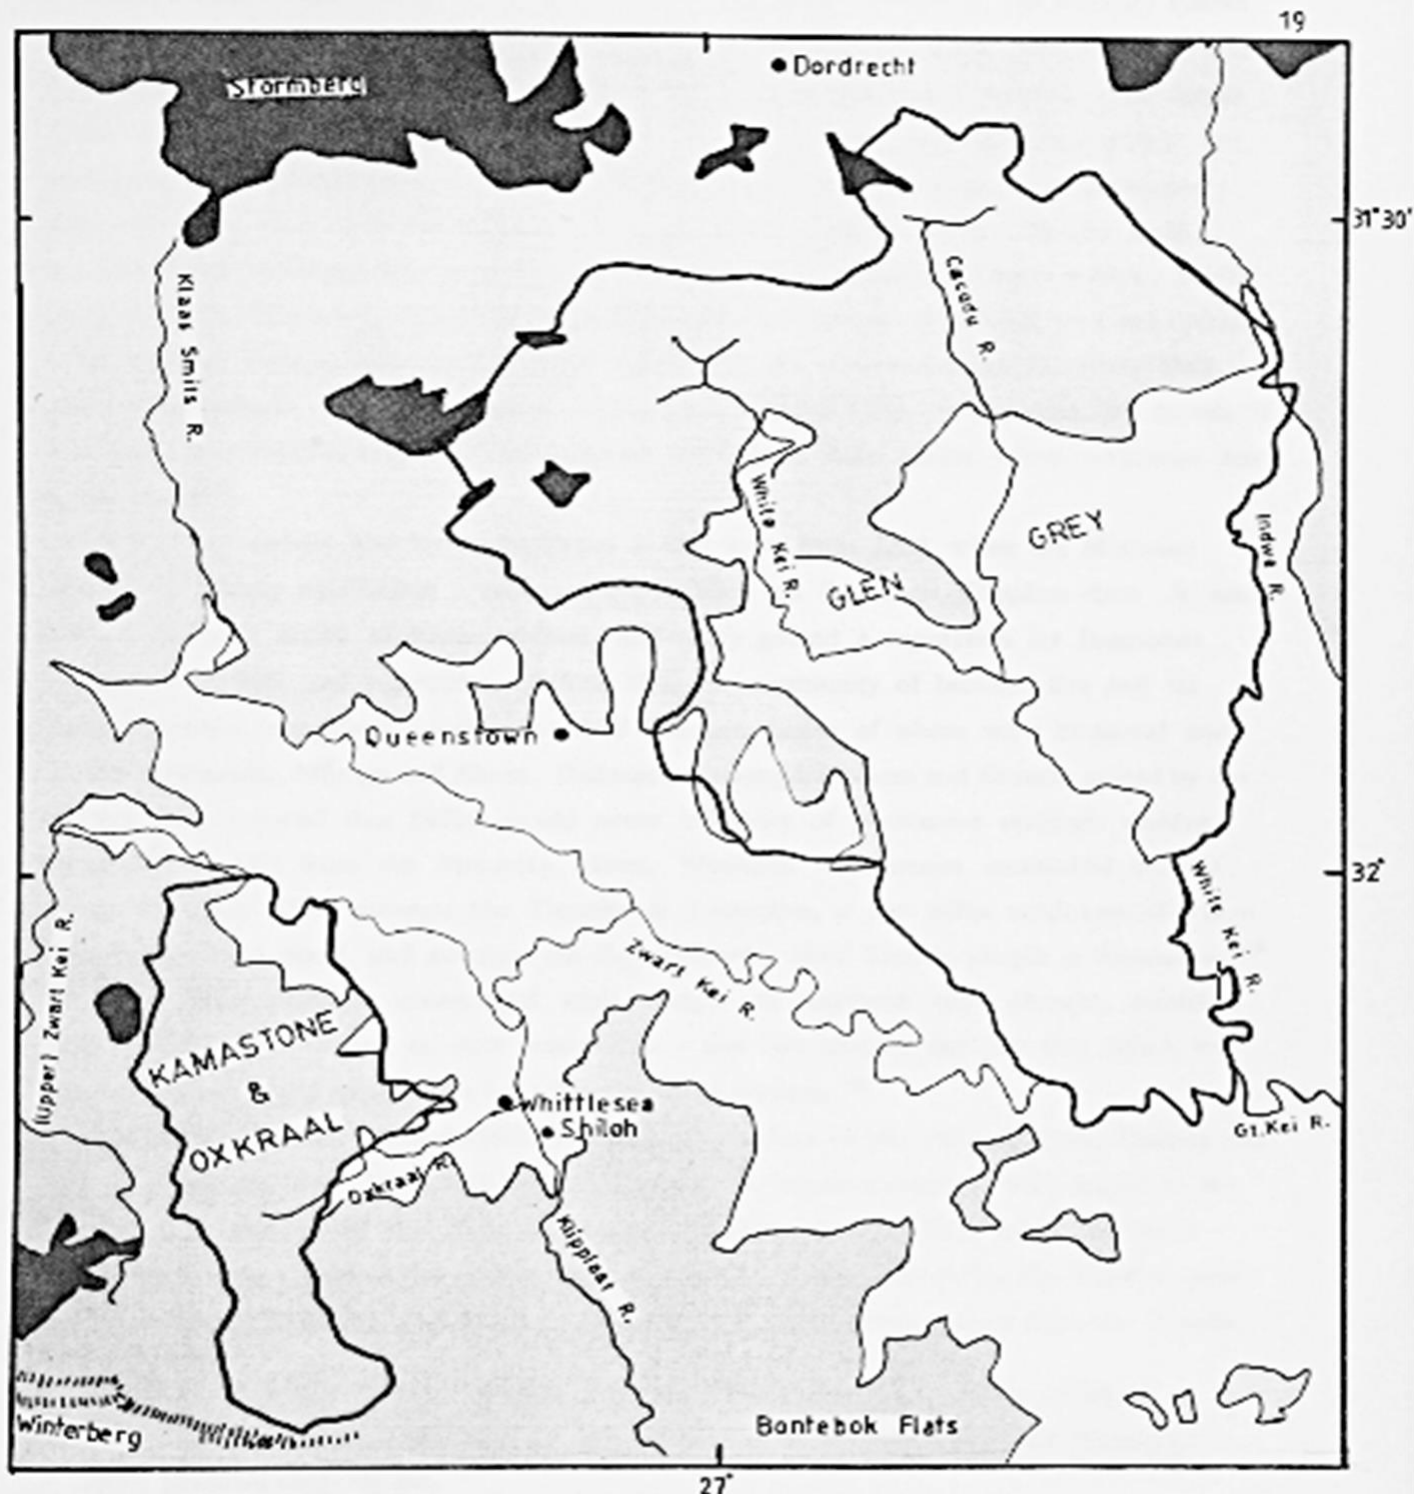 19
Stormberg
Dordrecht
31°30'
Klaas Smits R.
Cacadu R.
White Kei R.
GREY
GLEN
Indwe R.
Queenstown
32°
White Kei R.
(Upper) Zwart Kei R.
Zwart Kei R.
KAMASTONE
&
OXKRAAL
Whittlesea
Shiloh
Gt. Kei R.
Oxkraal R.
Klipplaat R.
Winterberg
Bontebok Flats
27°